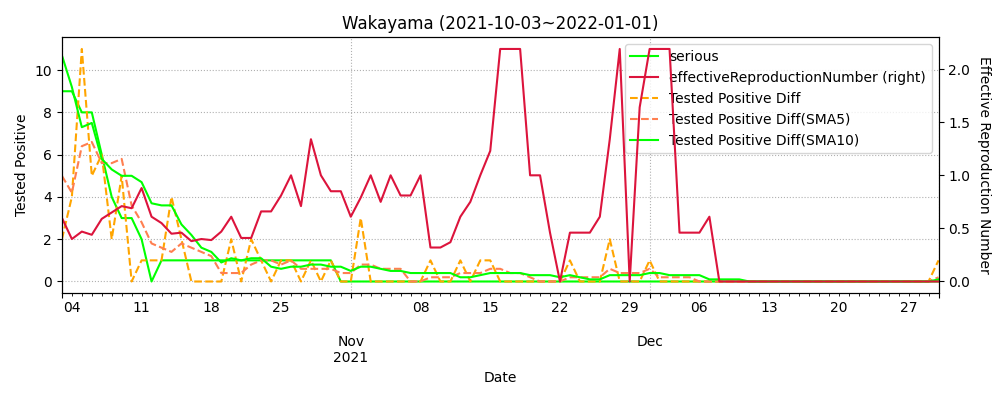 Wakayama (2021-10-03~2022-01-01)
serious
effectiveReproductionNumber (right)
Tested Positive Diff
Tested Positive Diff(SMA5)
Tested Positive Diff(SMA10)
Tested Positive
10
8
6
4
2
0
Effective Reproduction Number
2.0
1.5
1.0
0.5
0.0
04 11 18 25 08 15 22 29 06 13 20 27
Nov Dec
2021
Date